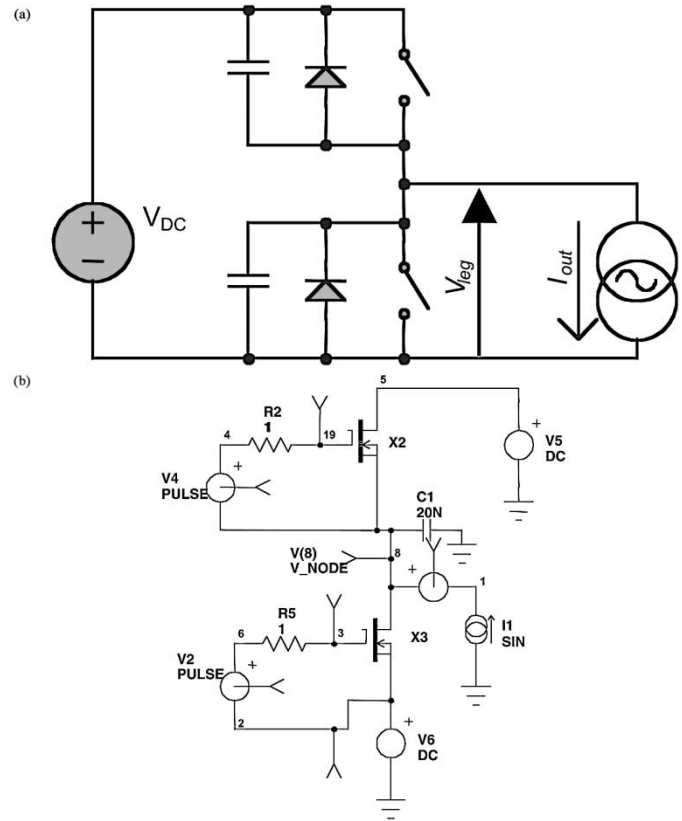 (a)
+
−
VDC
Vleg
Iout
(b)
5
R2
1
4
19
X2
+
V5
DC
V4
PULSE
+
C1
20N
V(8)
V_NODE
8
+
1
R5
1
6
3
X3
I1
SIN
V2
PULSE
+
2
+
V6
DC